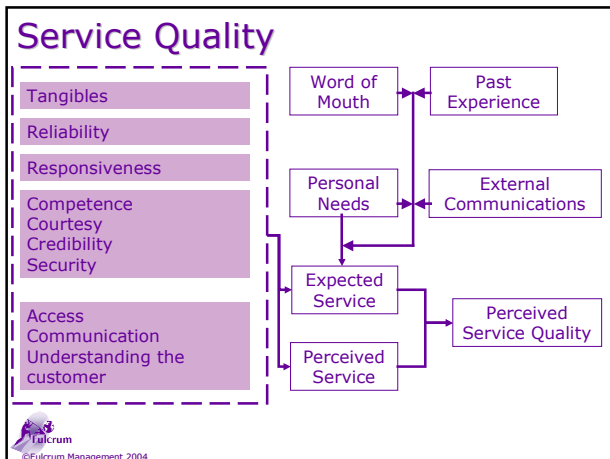 Service Quality
Tangibles
Reliability
Responsiveness
Competence
Courtesy
Credibility
Security
Access
Communication
Understanding the
customer
Word of
Mouth
Past
Experience
Personal
Needs
External
Communications
Expected
Service
Perceived
Service
Perceived
Service Quality
Fulcrum
©Fulcrum Management 2004